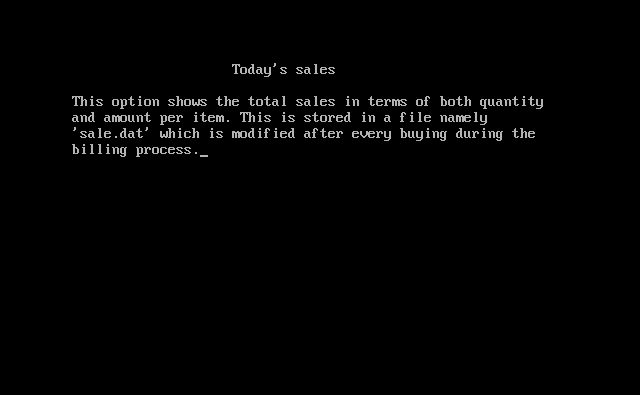 Today's sales
This option shows the total sales in terms of both quantity
and amount per item. This is stored in a file namely
'sale.dat' which is modified after every buying during the
billing process._